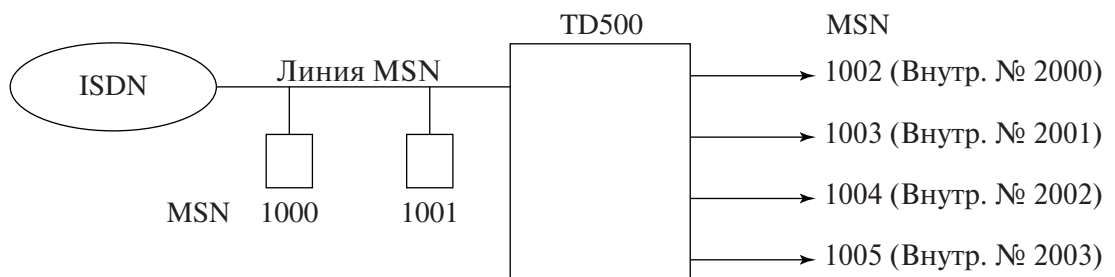 TD500
MSN
ISDN
Линия MSN
1002 (Внутр. № 2000)
1003 (Внутр. № 2001)
1004 (Внутр. № 2002)
MSN 1000 1001
1005 (Внутр. № 2003)